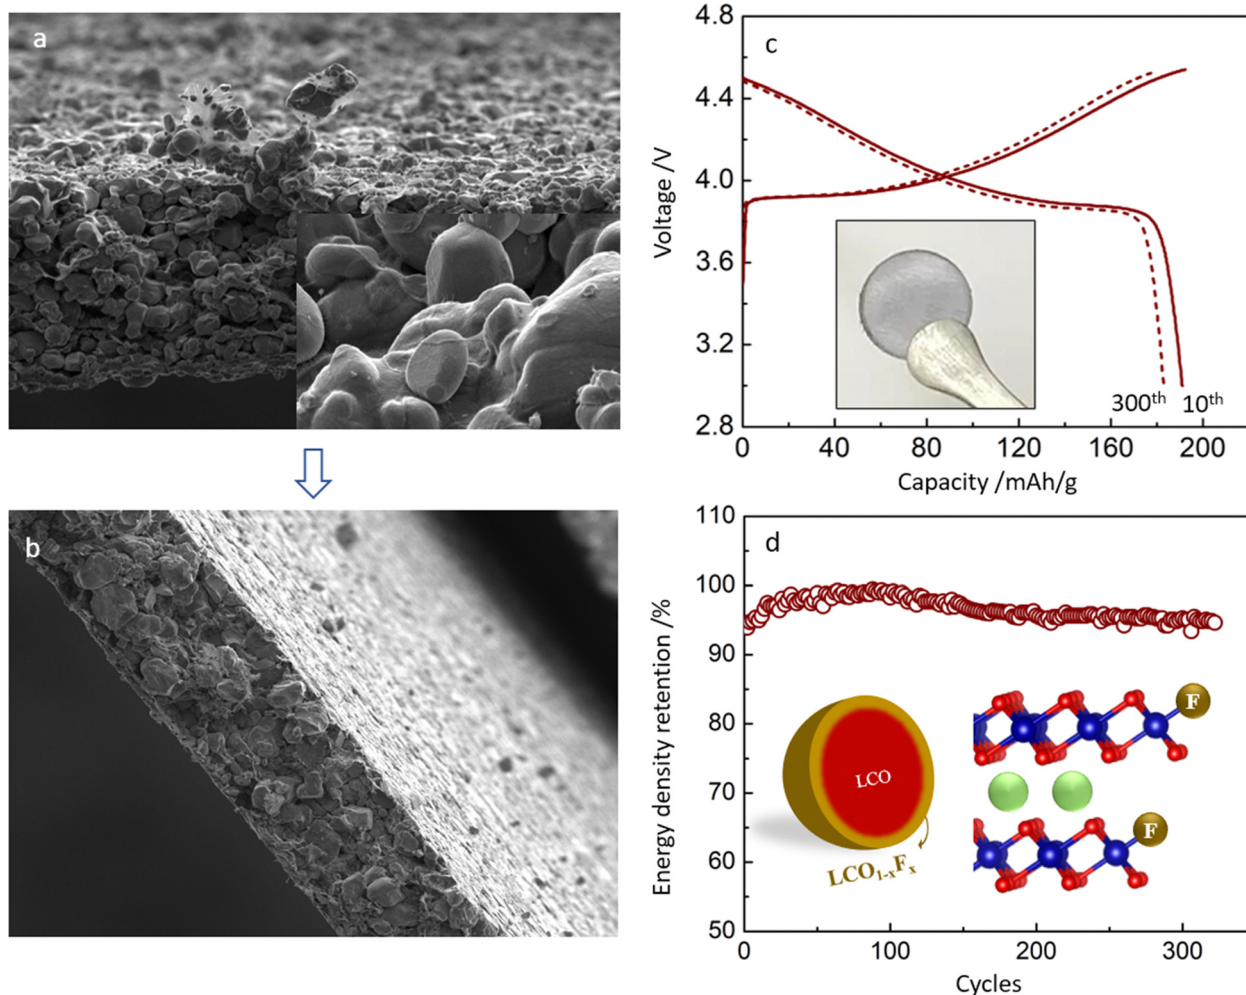 a
b
c
4.8
4.4
4.0
3.6
3.2
2.8
Voltage /V
300th 10th
0 40 80 120 160 200
Capacity /mAh/g
d
110
100
90
80
70
60
50
Energy density retention /%
LCO
LCO1-xFx
F
F
0 100 200 300
Cycles